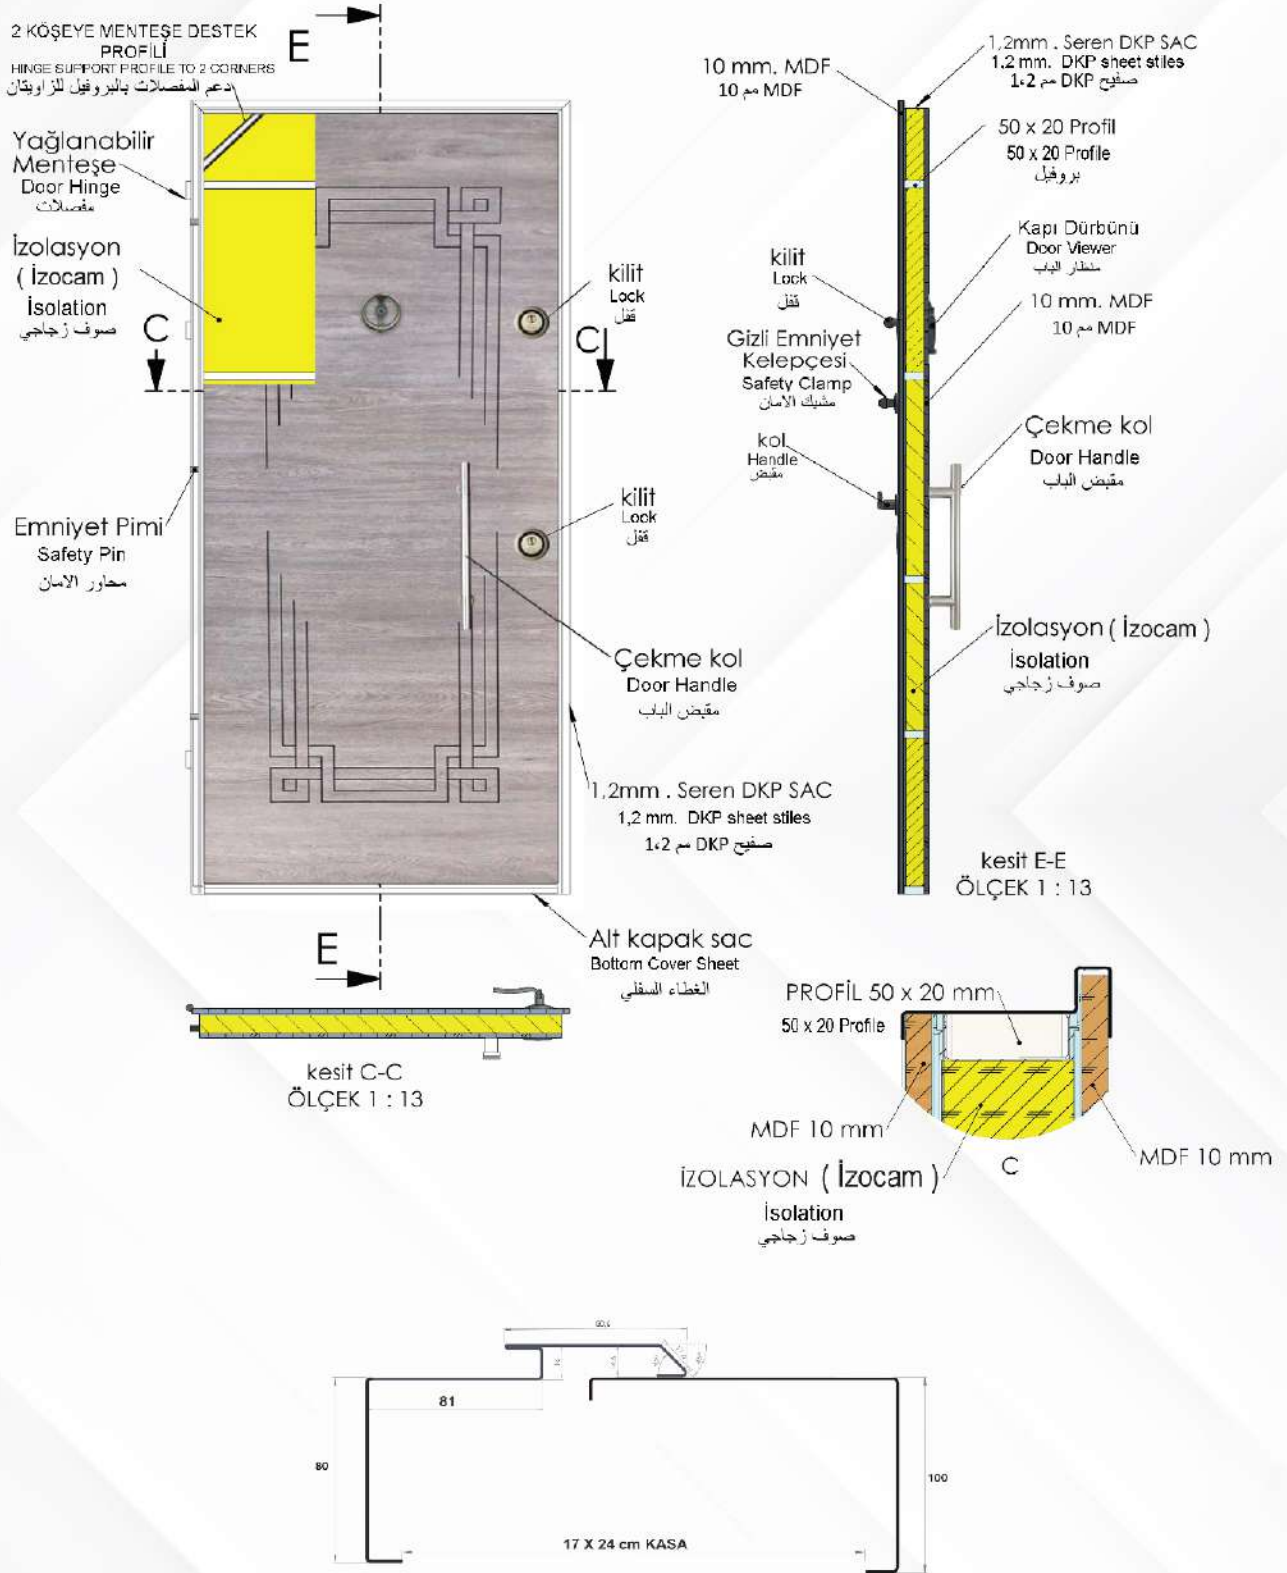 2 KÖŞEYE MENTEŞE DESTEK
PROFİLİ
HINGE SUPPORT PROFILE TO 2 CORNERS
دعم المفصلات بالبروفيل للزاويتان
E
Yağlanabilir
Menteşe
Door Hinge
مفصلات
İzolasyon
( İzocam )
İsolation
صوف زجاجي
C
C
kilit
Lock
قفل
kilit
Lock
قفل
Emniyet Pimi
Safety Pin
محاور الامان
Çekme kol
Door Handle
مقبض الباب
1,2mm . Seren DKP SAC
1,2 mm. DKP sheet stiles
صفيح DKP مم 1،2
Alt kapak sac
Bottom Cover Sheet
الغطاء السفلي
E
kesit C-C
ÖLÇEK 1 : 13
10 mm. MDF
10 مم MDF
1,2mm . Seren DKP SAC
1,2 mm. DKP sheet stiles
صفيح DKP مم 1،2
50 x 20 Profil
50 x 20 Profile
بروفيل
Kapı Dürbünü
Door Viewer
منظار الباب
kilit
Lock
قفل
10 mm. MDF
10 مم MDF
Gizli Emniyet
Kelepçesi
Safety Clamp
مشبك الامان
kol
Handle
مقبض
Çekme kol
Door Handle
مقبض الباب
İzolasyon ( İzocam )
İsolation
صوف زجاجي
kesit E-E
ÖLÇEK 1 : 13
PROFİL 50 x 20 mm
50 x 20 Profile
MDF 10 mm
MDF 10 mm
C
İZOLASYON ( İzocam )
İsolation
صوف زجاجي
81
80
100
17 X 24 cm KASA